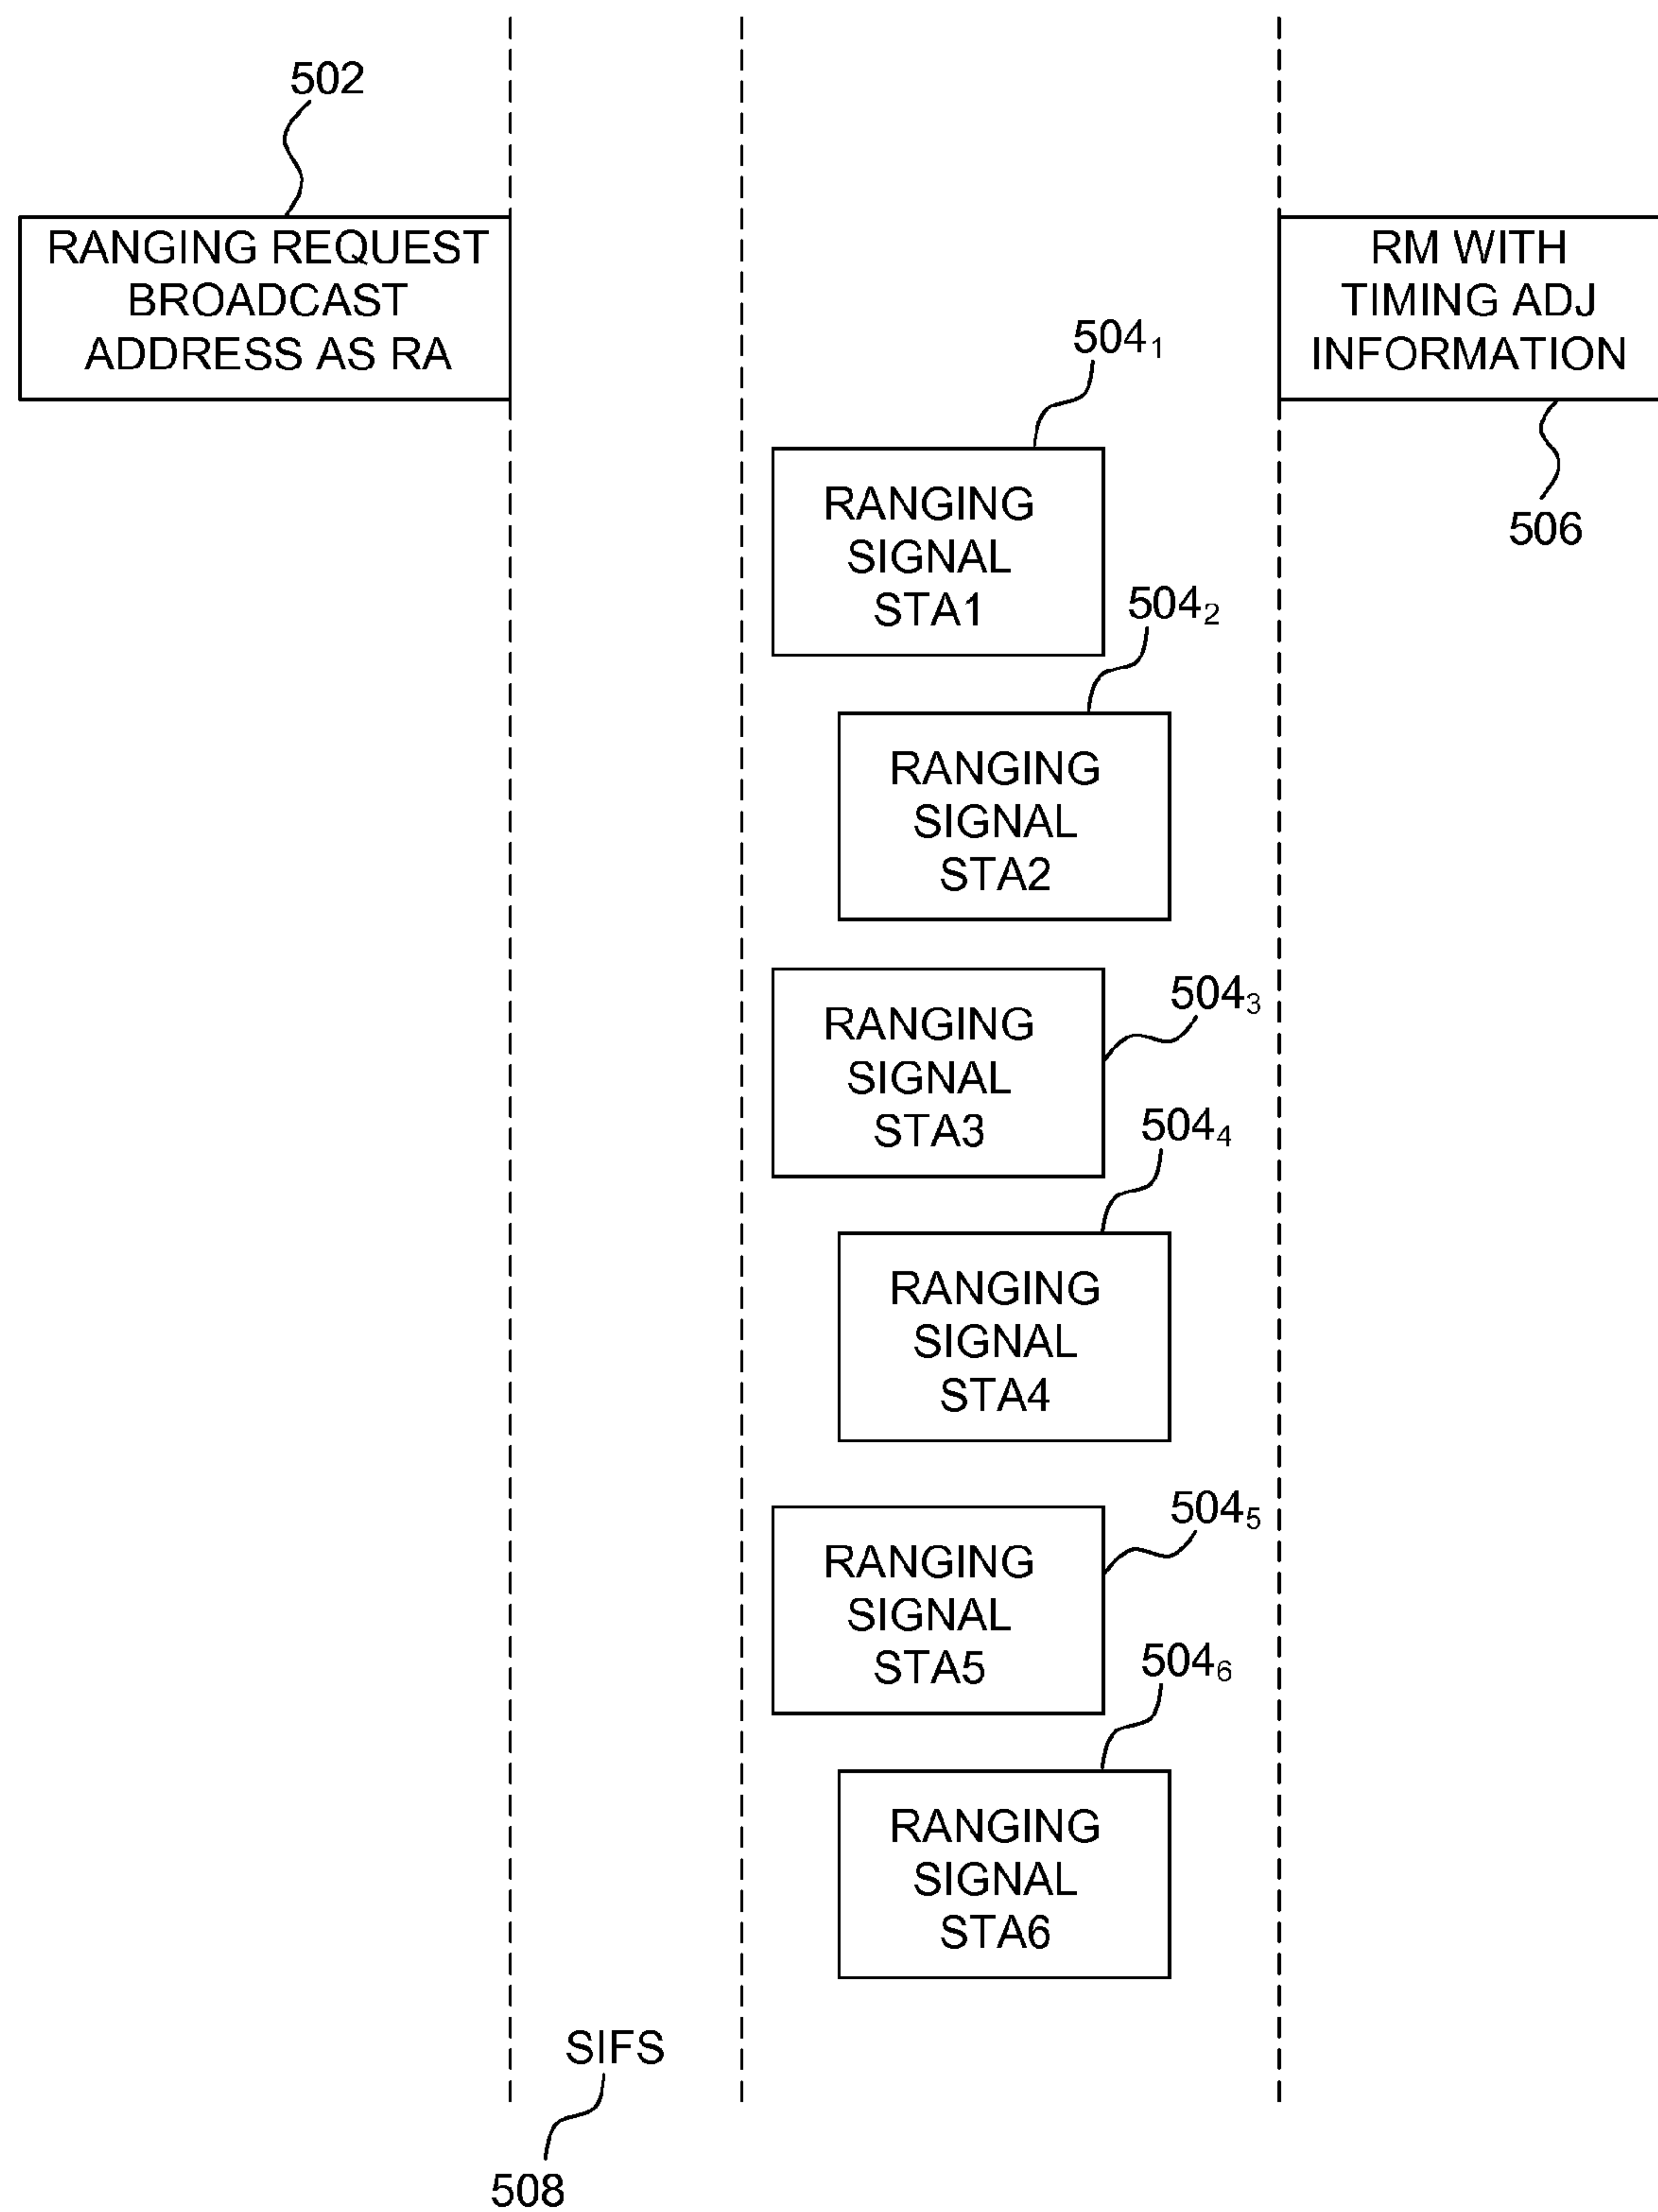 502
RANGING REQUEST
BROADCAST
ADDRESS AS RA
RM WITH
TIMING ADJ
INFORMATION
506
504₁
RANGING
SIGNAL
STA1
504₂
RANGING
SIGNAL
STA2
504₃
RANGING
SIGNAL
STA3
504₄
RANGING
SIGNAL
STA4
504₅
RANGING
SIGNAL
STA5
504₆
RANGING
SIGNAL
STA6
SIFS
508